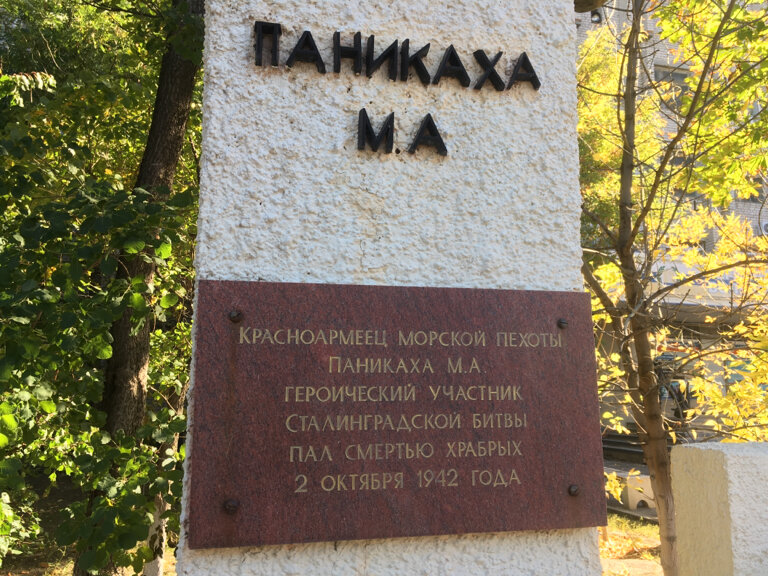 ПАНИКАХА
М.А
Красноармеец морской пехоты
Паникаха М.А.
героический участник
Сталинградской битвы
пал смертью храбрых
2 октября 1942 года